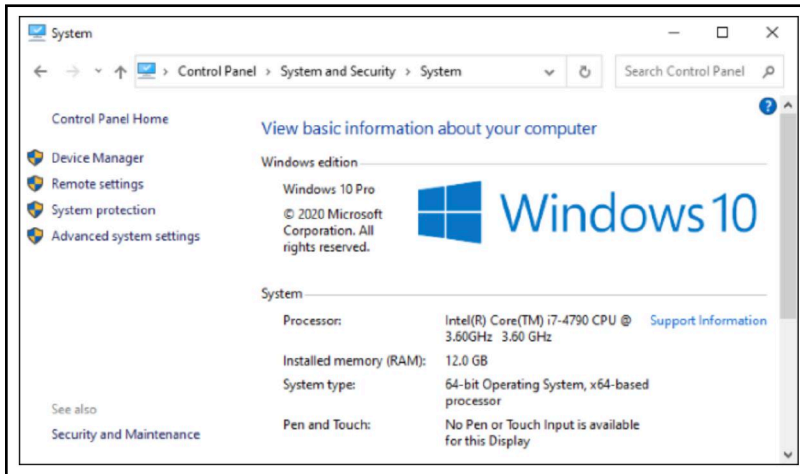 System
Control Panel > System and Security > System
Search Control Panel
Control Panel Home
Device Manager
Remote settings
System protection
Advanced system settings
See also
Security and Maintenance
?
View basic information about your computer
Windows edition
Windows 10 Pro
© 2020 Microsoft
Corporation. All
rights reserved.
Windows 10
System
Processor:
Intel(R) Core(TM) i7-4790 CPU @
3.60GHz 3.60 GHz
Support Information
Installed memory (RAM):
12.0 GB
System type:
64-bit Operating System, x64-based
processor
Pen and Touch:
No Pen or Touch Input is available
for this Display